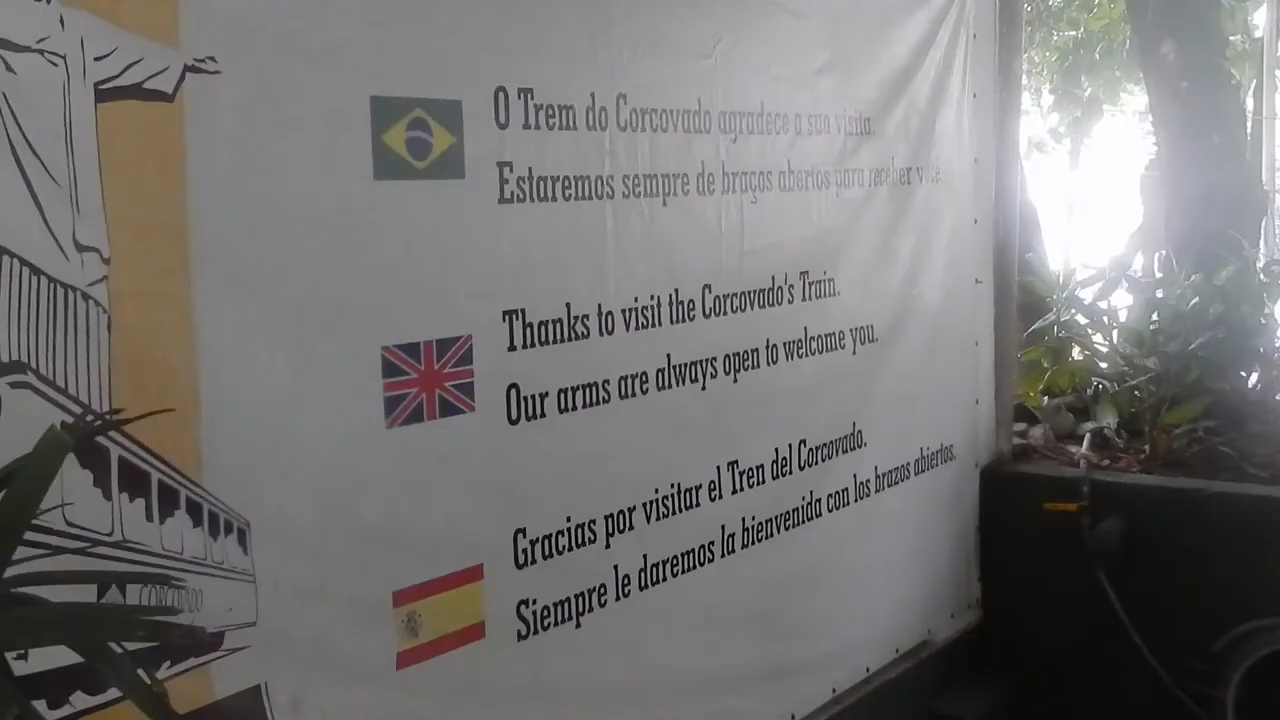 O Trem do Corcovado agradece a sua visita.
Estaremos sempre de braços abertos para receber você.
Thanks to visit the Corcovado's Train.
Our arms are always open to welcome you.
Gracias por visitar el Tren del Corcovado.
Siempre le daremos la bienvenida con los brazos abiertos.
CORCOVADO